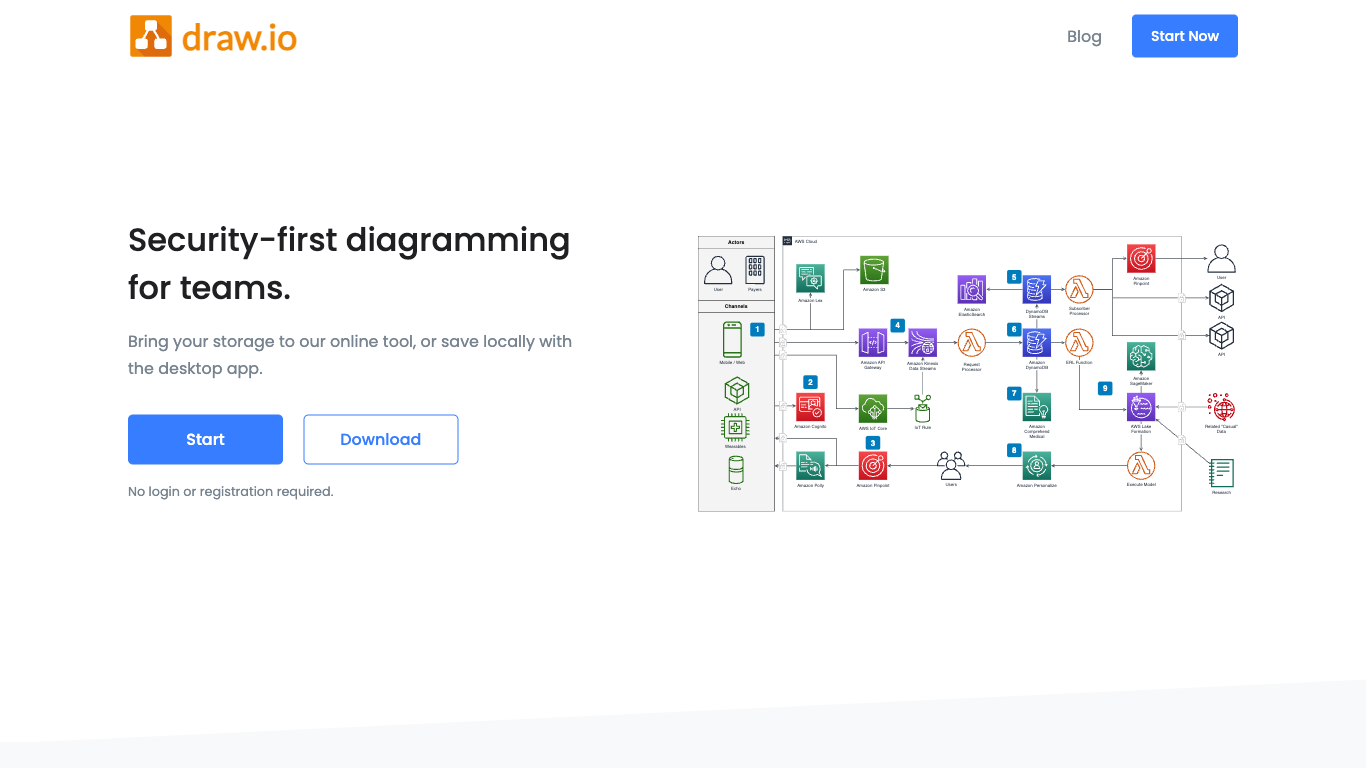 draw.io
Blog
Start Now
Security-first diagramming
for teams.
Bring your storage to our online tool, or save locally with
the desktop app.
Start
Download
No login or registration required.
Actors
User
Payers
Channels
1
Mobile / Web
API
Wearables
Echo
AWS Cloud
Amazon Lex
Amazon S3
Amazon
ElasticSearch
5
DynamoDB
Streams
Subscriber
Processor
Amazon
Pinpoint
User
API
API
4
Amazon API
Gateway
Amazon Kinesis
Data Streams
Request
Processor
6
Amazon
DynamoDB
ERL Function
Amazon
SageMaker
2
Amazon Cognito
AWS IoT Core
IoT Rule
7
Amazon
Comprehend
Medical
9
AWS Lake
Formation
Related "Casual"
Data
3
Amazon Polly
Amazon Pinpoint
Users
8
Amazon Personalize
Execute Model
Research